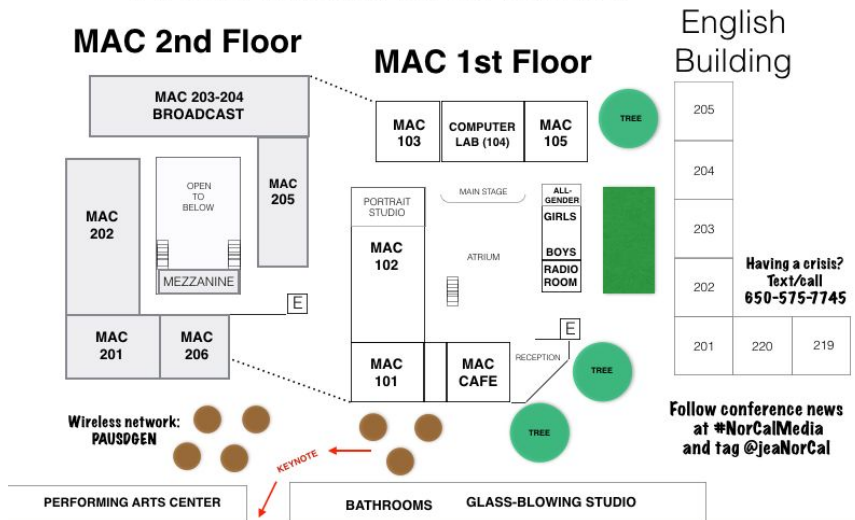 MAC 2nd Floor
MAC 203-204
BROADCAST
MAC
202
OPEN
TO
BELOW
MAC
205
MEZZANINE
E
MAC
201
MAC
206
MAC 1st Floor
MAC
103
COMPUTER
LAB (104)
MAC
105
TREE
PORTRAIT
STUDIO
MAIN STAGE
ALL-
GENDER
GIRLS
MAC
102
ATRIUM
BOYS
RADIO
ROOM
E
MAC
101
MAC
CAFE
RECEPTION
TREE
TREE
English
Building
205
204
203
202
201
220
219
Having a crisis?
Text/call
650-575-7745
Wireless network:
PAUSDGEN
KEYNOTE
Follow conference news
at #NorCalMedia
and tag @jeaNorCal
PERFORMING ARTS CENTER
BATHROOMS
GLASS-BLOWING STUDIO